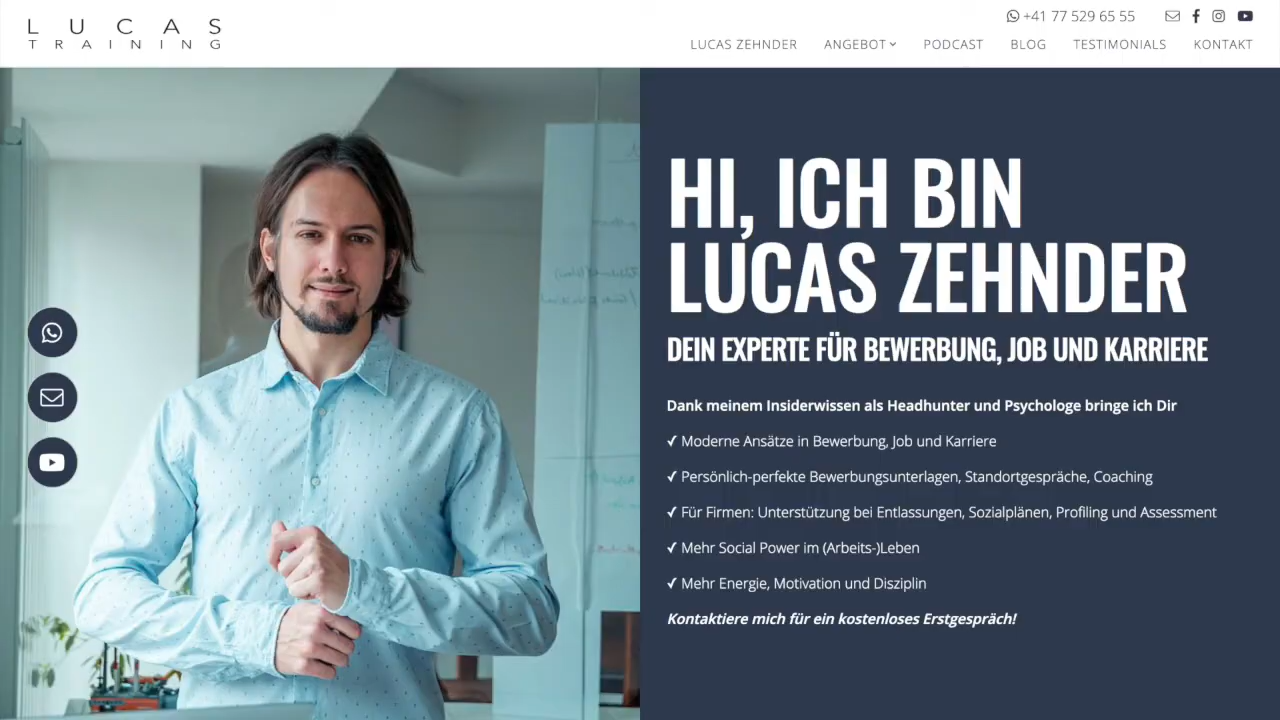 LUCAS
TRAINING
+41 77 529 65 55
LUCAS ZEHNDER ANGEBOT PODCAST BLOG TESTIMONIALS KONTAKT
HI, ICH BIN
LUCAS ZEHNDER
DEIN EXPERTE FÜR BEWERBUNG, JOB UND KARRIERE
Dank meinem Insiderwissen als Headhunter und Psychologe bringe ich Dir
✓ Moderne Ansätze in Bewerbung, Job und Karriere
✓ Persönlich-perfekte Bewerbungsunterlagen, Standortgespräche, Coaching
✓ Für Firmen: Unterstützung bei Entlassungen, Sozialplänen, Profiling und Assessment
✓ Mehr Social Power im (Arbeits-)Leben
✓ Mehr Energie, Motivation und Disziplin
Kontaktiere mich für ein kostenloses Erstgespräch!